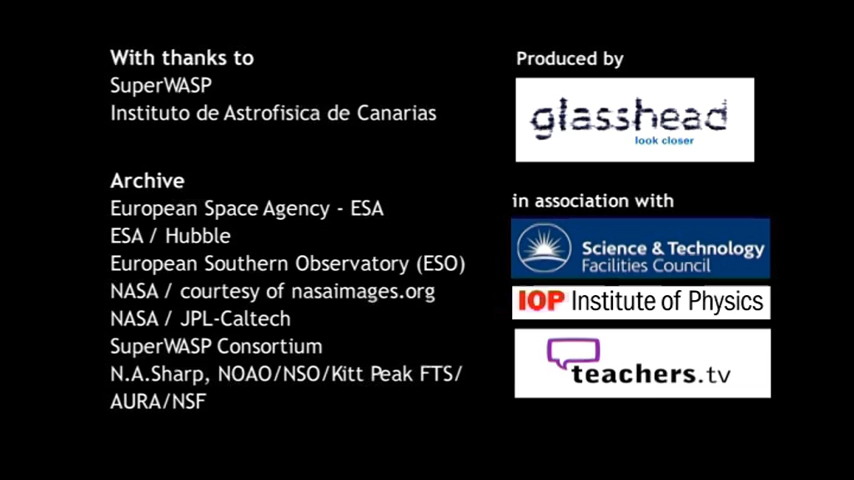 With thanks to
SuperWASP
Instituto de Astrofisica de Canarias
Archive
European Space Agency - ESA
ESA / Hubble
European Southern Observatory (ESO)
NASA / courtesy of nasaimages.org
NASA / JPL-Caltech
SuperWASP Consortium
N.A.Sharp, NOAO/NSO/Kitt Peak FTS/
AURA/NSF
Produced by
glasshead
look closer
in association with
Science & Technology
Facilities Council
IOP Institute of Physics
teachers.tv